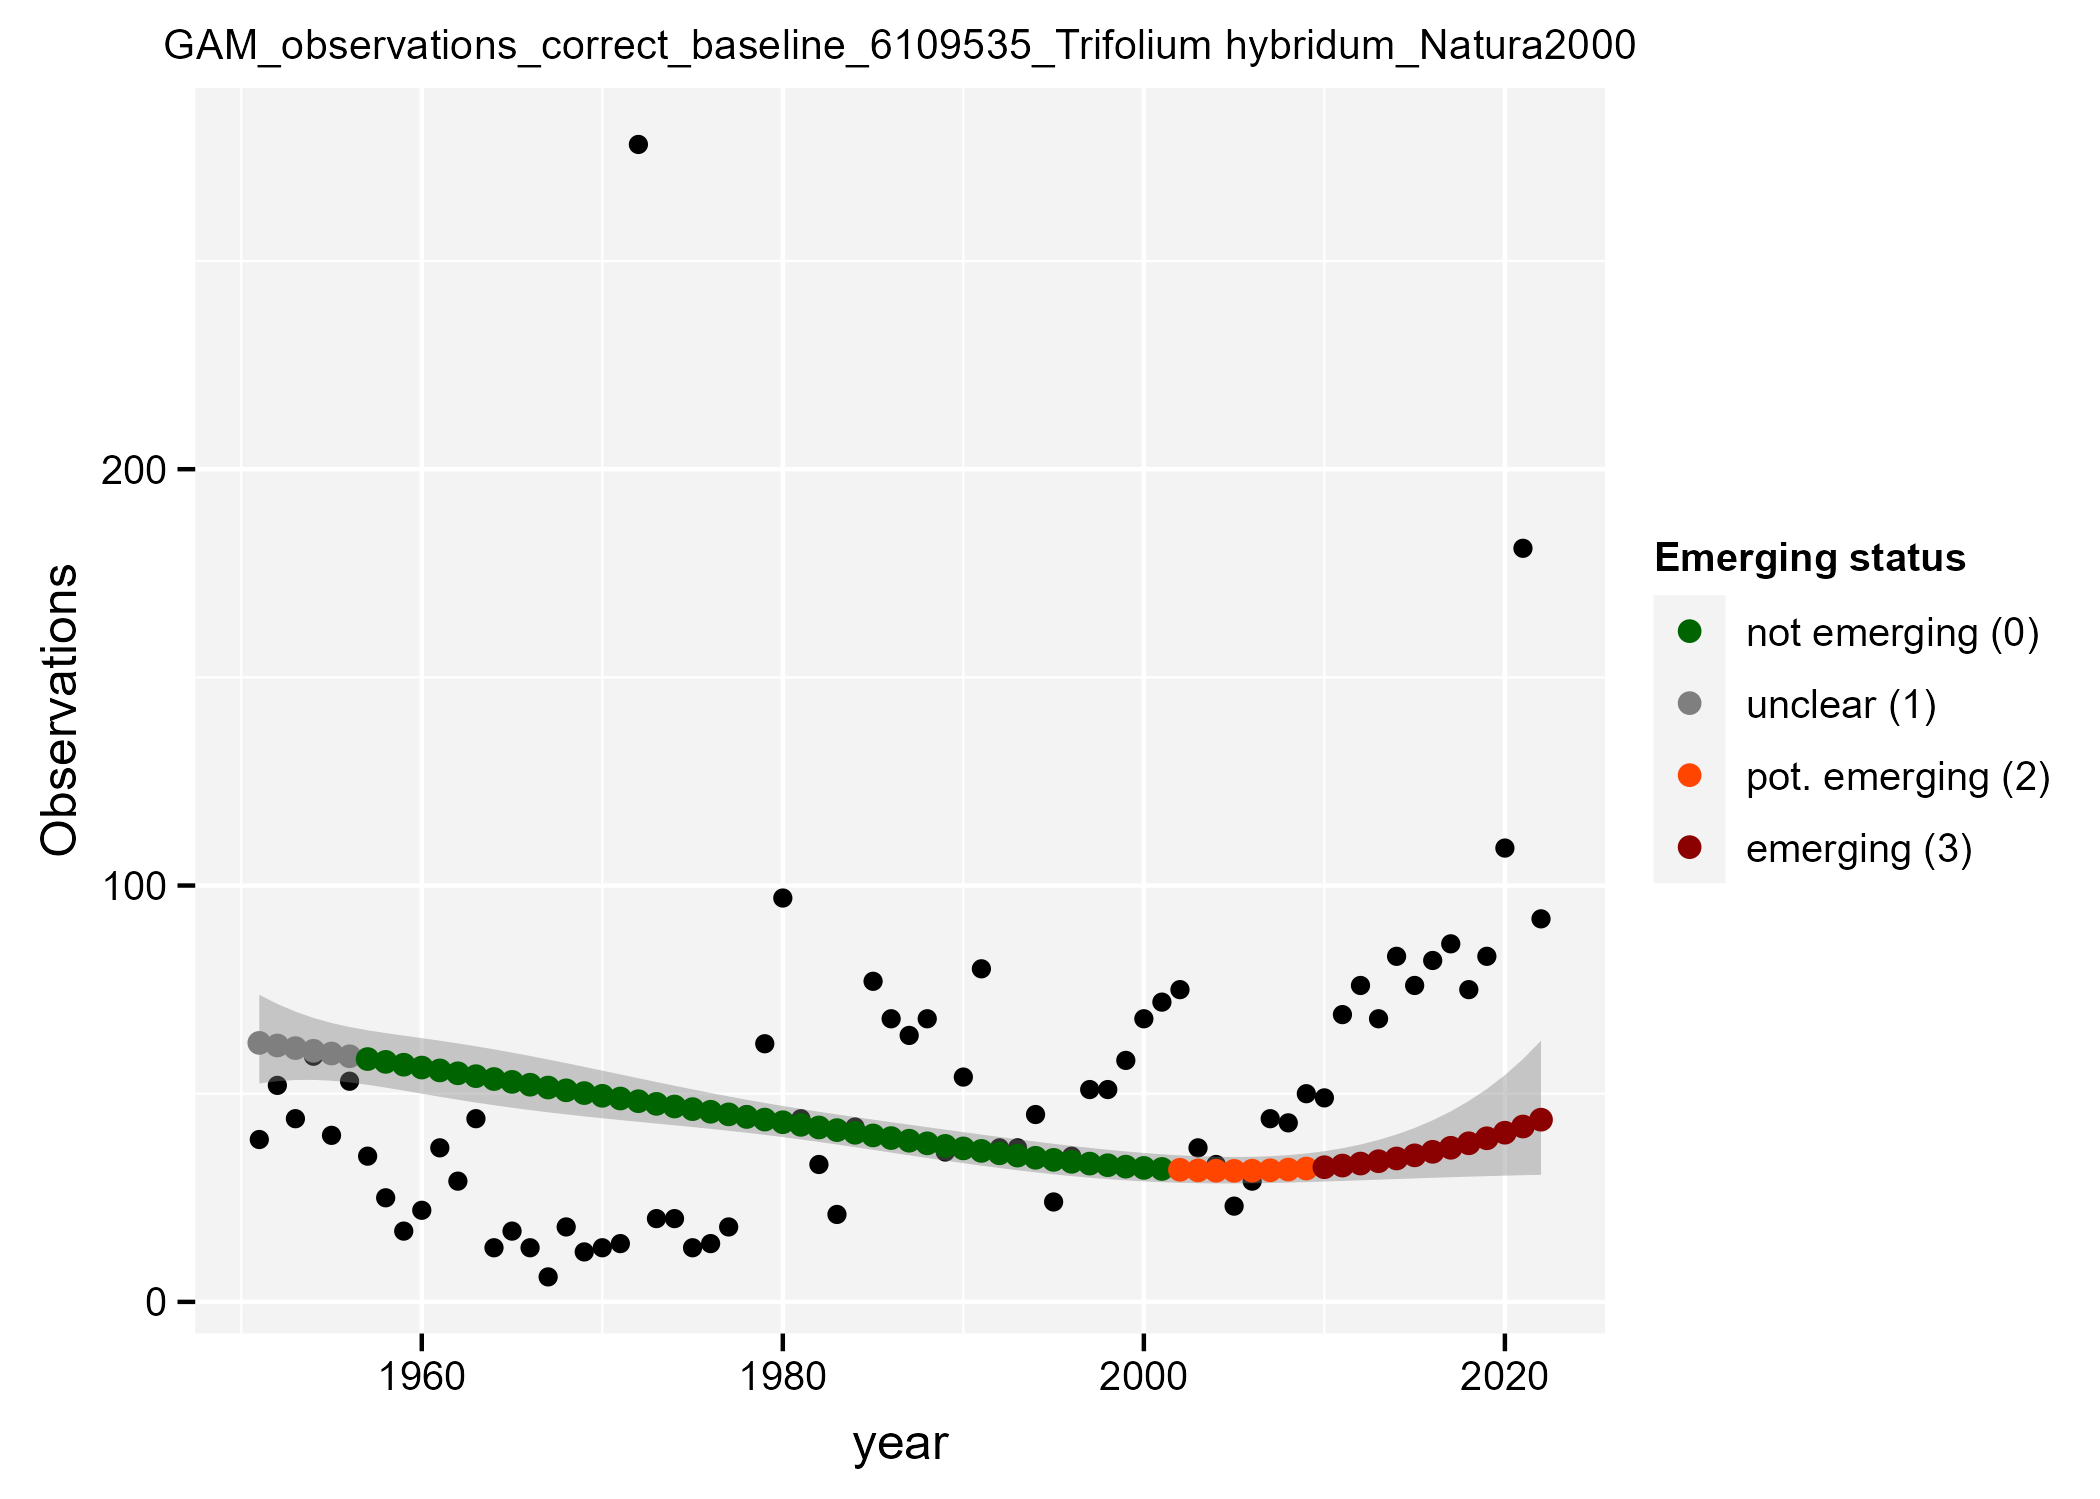 GAM_observations_correct_baseline_6109535_Trifolium hybridum_Natura2000
Observations
200
100
0
1960
1980
2000
2020
year
Emerging status
not emerging (0)
unclear (1)
pot. emerging (2)
emerging (3)